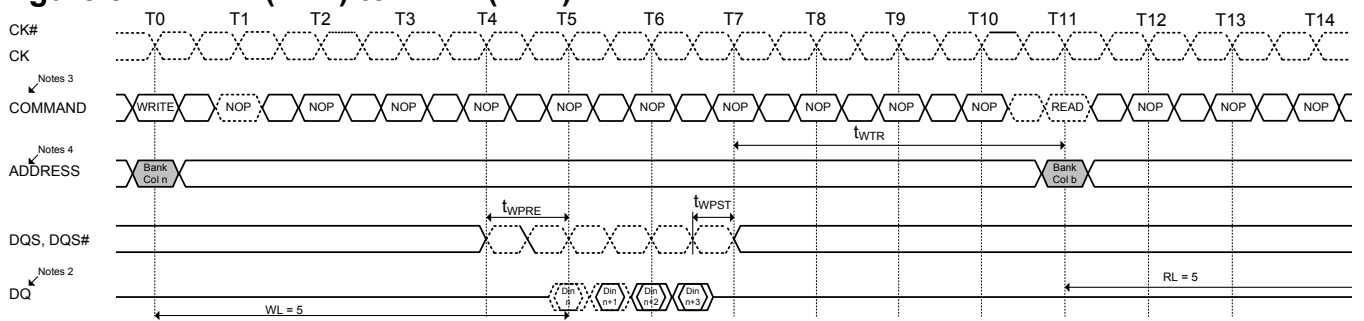 T0 T1 T2 T3 T4 T5 T6 T7 T8 T9 T10 T11 T12 T13 T14
CK#
CK
Notes 3
COMMAND
WRITE NOP NOP NOP NOP NOP NOP NOP NOP NOP NOP READ NOP NOP NOP
tWTR
Notes 4
ADDRESS
Bank
Col n
Bank
Col b
tWPRE
tWPST
DQS, DQS#
Notes 2
DQ
Din
n
Din
n+1
Din
n+2
Din
n+3
WL = 5
RL = 5